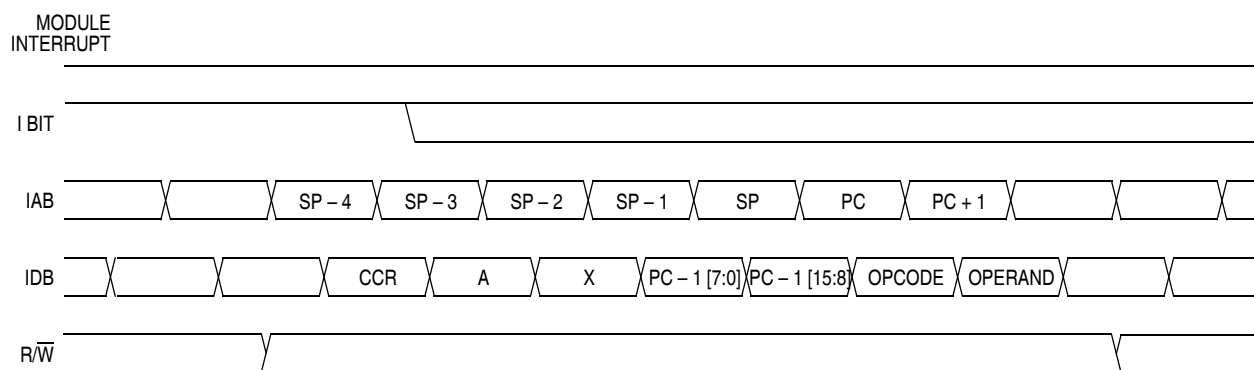 MODULE
INTERRUPT
I BIT
IAB SP – 4 SP – 3 SP – 2 SP – 1 SP PC PC + 1
IDB CCR A X PC – 1 [7:0] PC – 1 [15:8] OPCODE OPERAND
R/W̅